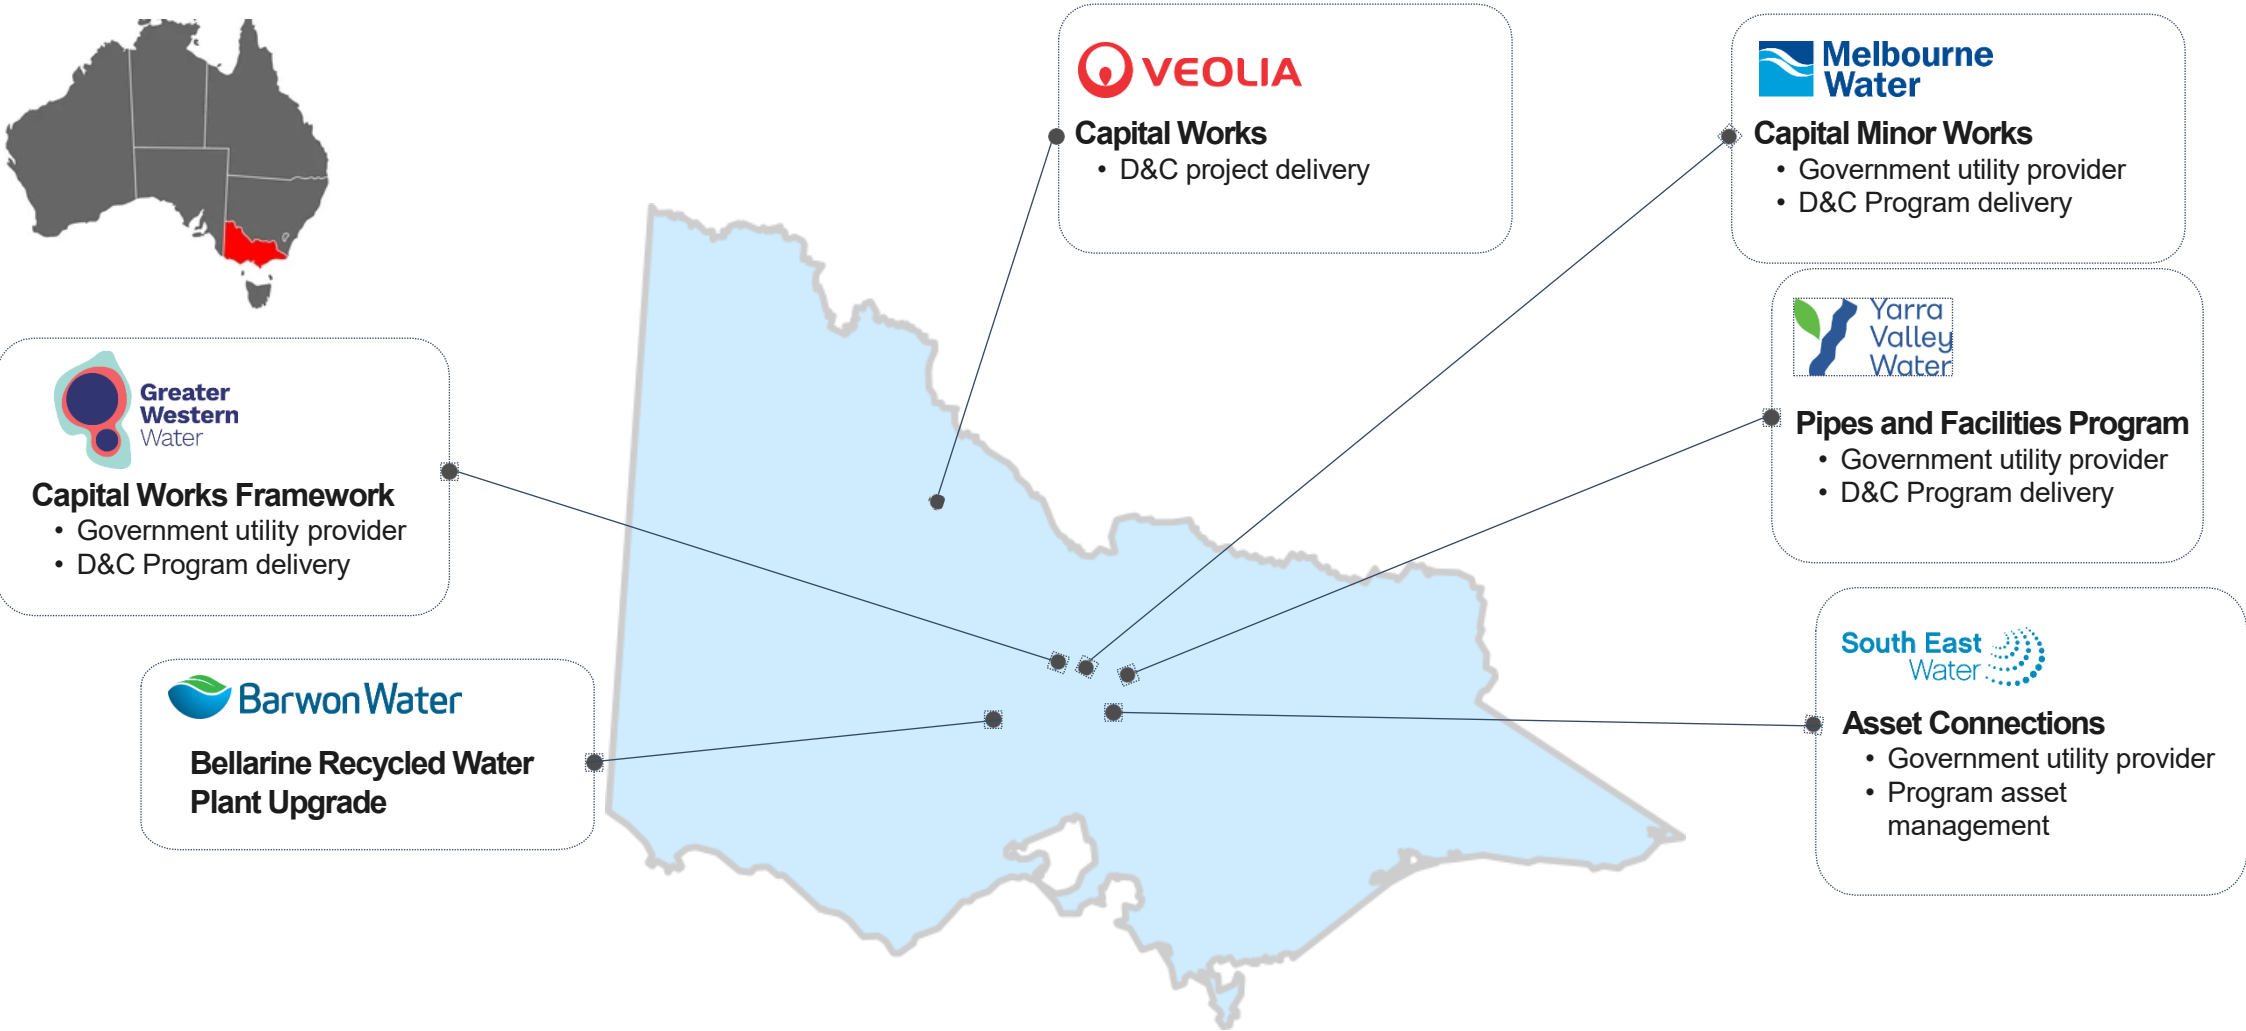 VEOLIA
Capital Works
• D&C project delivery
Melbourne
Water
Capital Minor Works
• Government utility provider
• D&C Program delivery
Yarra
Valley
Water
Pipes and Facilities Program
• Government utility provider
• D&C Program delivery
Greater
Western
Water
Capital Works Framework
• Government utility provider
• D&C Program delivery
Barwon Water
Bellarine Recycled Water
Plant Upgrade
South East
Water
Asset Connections
• Government utility provider
• Program asset
management